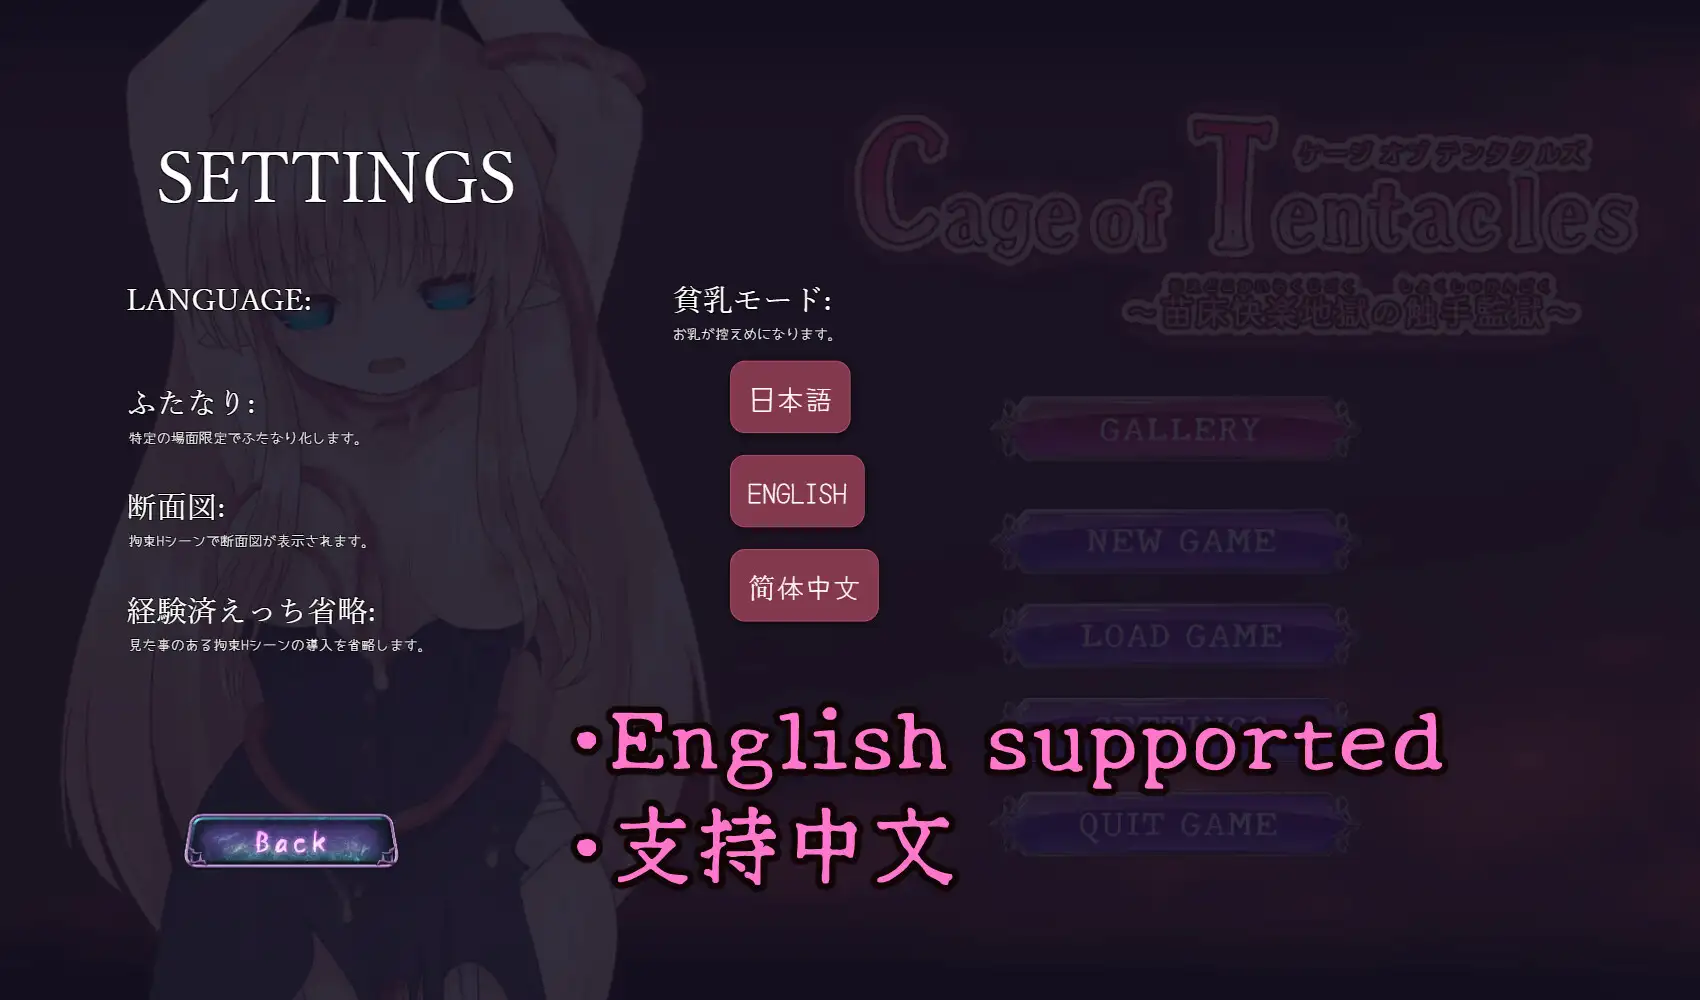 SETTINGS
Cage of Tentacles
ケージ オブ テンタクルズ
～苗床快楽地獄の触手監獄～
LANGUAGE:
ふたなり:
特定の場面限定でふたなり化します。
断面図:
拘束Hシーンで断面図が表示されます。
経験済えっち省略:
見た事のある拘束Hシーンの導入を省略します。
貧乳モード:
お乳が控えめになります。
日本語
ENGLISH
简体中文
GALLERY
NEW GAME
LOAD GAME
SETTINGS
QUIT GAME
•English supported
•支持中文
Back